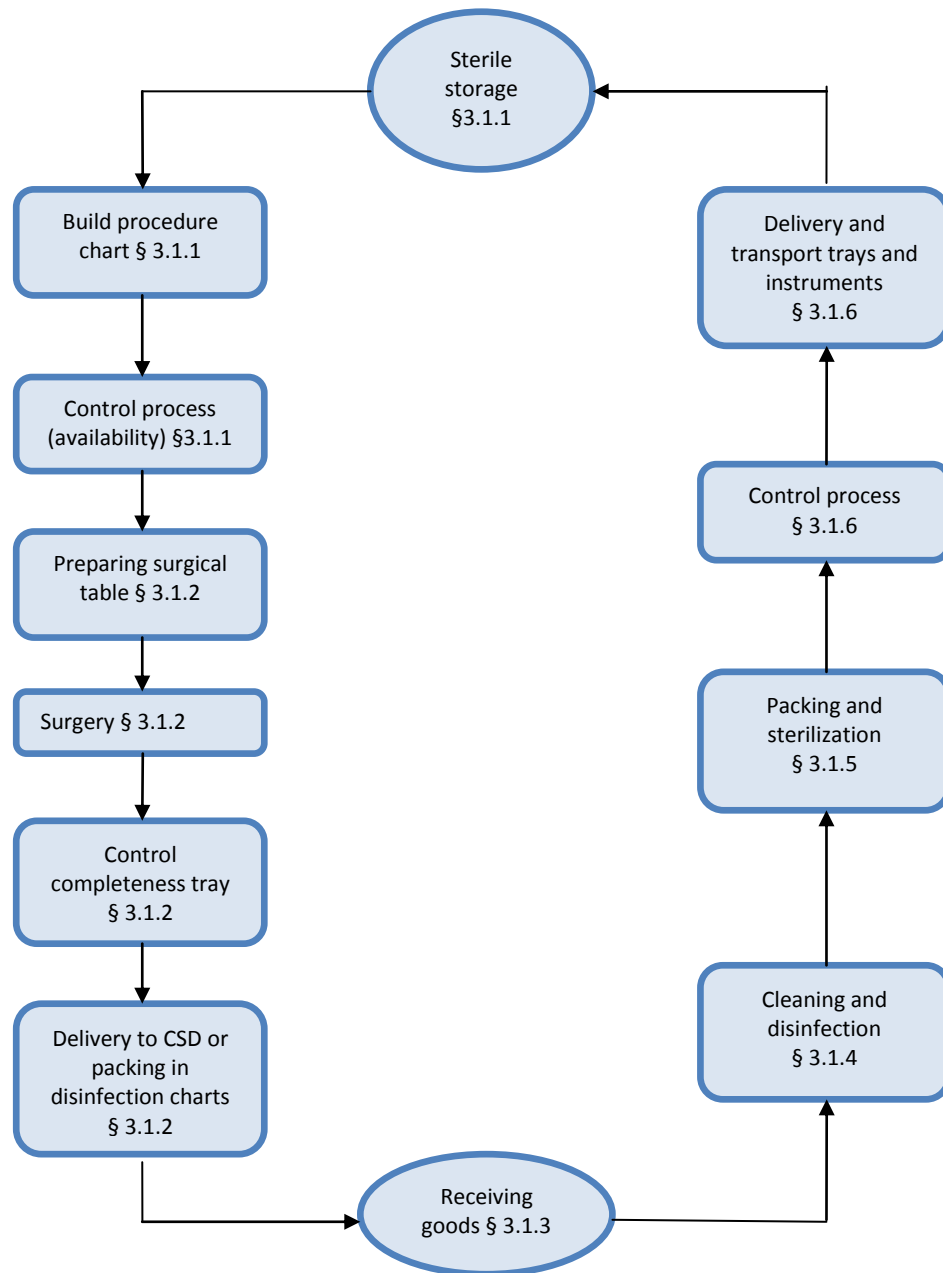 Sterile
storage
§3.1.1
Build procedure
chart § 3.1.1
Control process
(availability) §3.1.1
Preparing surgical
table § 3.1.2
Surgery § 3.1.2
Control
completeness tray
§ 3.1.2
Delivery to CSD or
packing in
disinfection charts
§ 3.1.2
Receiving
goods § 3.1.3
Cleaning and
disinfection
§ 3.1.4
Packing and
sterilization
§ 3.1.5
Control process
§ 3.1.6
Delivery and
transport trays and
instruments
§ 3.1.6